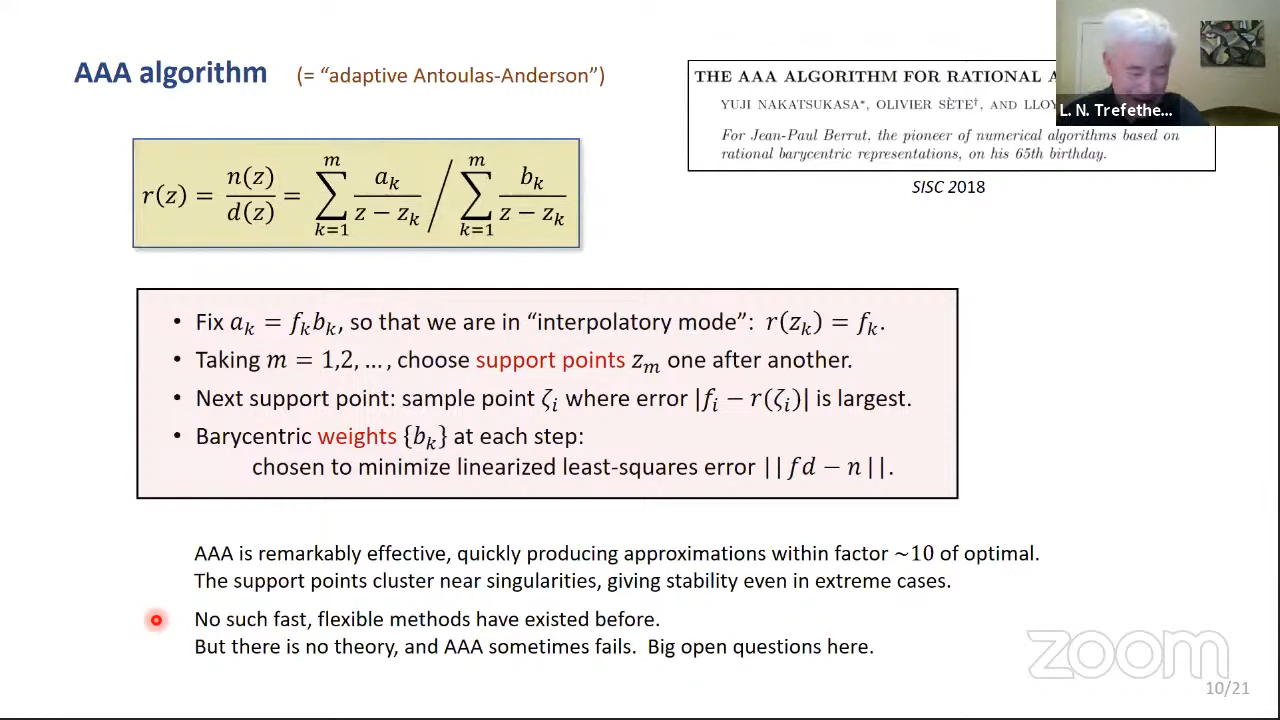 AAA algorithm (= “adaptive Antoulas-Anderson”)
THE AAA ALGORITHM FOR RATIONAL A
YUJI NAKATSUKASA*, OLIVIER SÈTE†, AND LLOY
For Jean-Paul Berrut, the pioneer of numerical algorithms based on
rational barycentric representations, on his 65th birthday.
L. N. Trefethe...
SISC 2018
r(z) = n(z)/d(z) = ∑_{k=1}^{m} a_k/(z − z_k) / ∑_{k=1}^{m} b_k/(z − z_k)
• Fix a_k = f_k b_k, so that we are in “interpolatory mode”: r(z_k) = f_k.
• Taking m = 1,2, …, choose support points z_m one after another.
• Next support point: sample point ζ_i where error |f_i − r(ζ_i)| is largest.
• Barycentric weights {b_k} at each step:
chosen to minimize linearized least-squares error ||fd − n||.
AAA is remarkably effective, quickly producing approximations within factor ~10 of optimal.
The support points cluster near singularities, giving stability even in extreme cases.
No such fast, flexible methods have existed before.
But there is no theory, and AAA sometimes fails. Big open questions here.
zoom
10/21